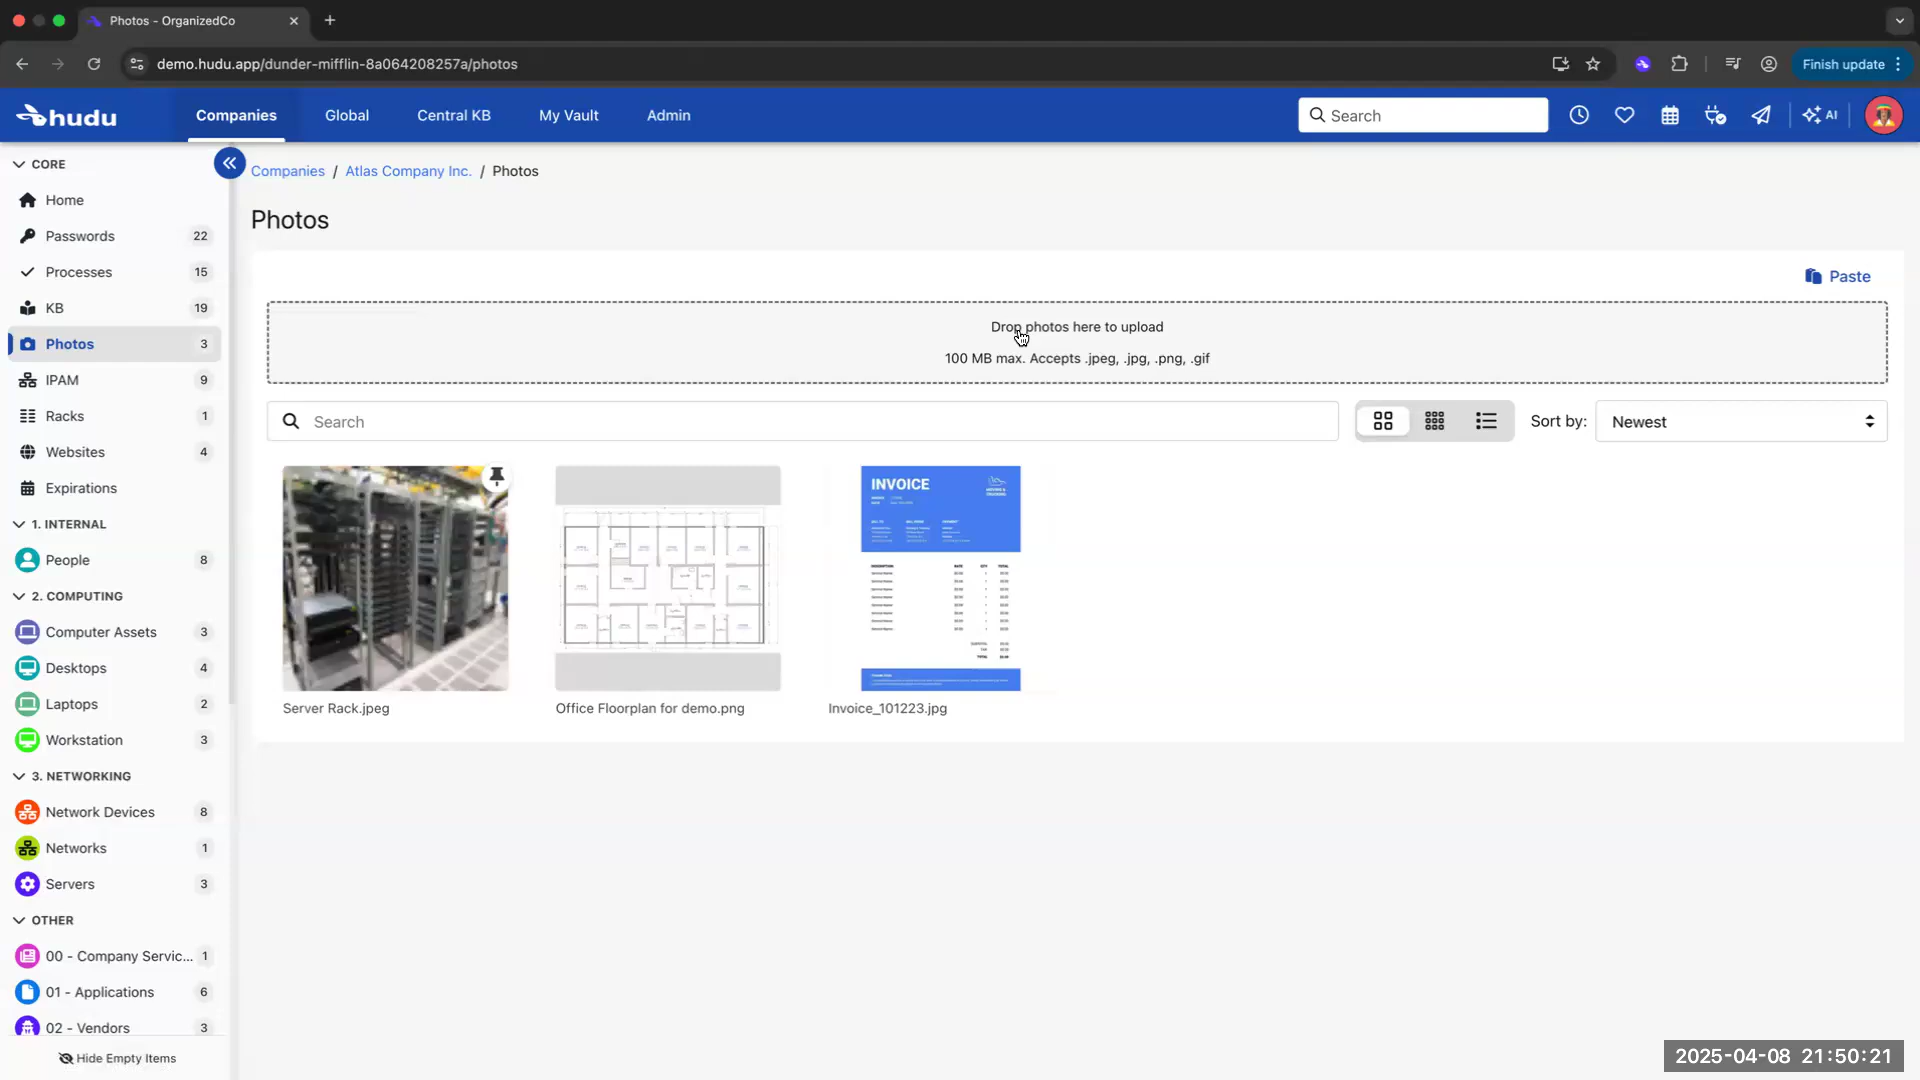 Photos - OrganizedCo
demo.hudu.app/dunder-mifflin-8a064208257a/photos
Finish update
hudu
Companies
Global
Central KB
My Vault
Admin
Search
AI
CORE
Home
Passwords 22
Processes 15
KB 19
Photos 3
IPAM 9
Racks 1
Websites 4
Expirations
1. INTERNAL
People 8
2. COMPUTING
Computer Assets 3
Desktops 4
Laptops 2
Workstation 3
3. NETWORKING
Network Devices 8
Networks 1
Servers 3
OTHER
00 - Company Servic... 1
01 - Applications 6
02 - Vendors 3
Hide Empty Items
Companies / Atlas Company Inc. / Photos
Photos
Paste
Drop photos here to upload
100 MB max. Accepts .jpeg, .jpg, .png, .gif
Search
Sort by:
Newest
INVOICE
Server Rack.jpeg
Office Floorplan for demo.png
Invoice_101223.jpg
2025-04-08 21:50:21